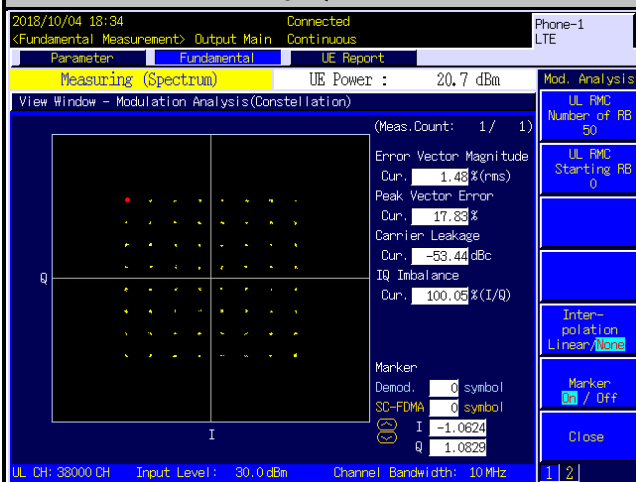 2018/10/04 18:34 Connected Phone-1
<Fundamental Measurement> Output Main Continuous LTE
Parameter Fundamental UE Report
Measuring (Spectrum) UE Power : 20.7 dBm Mod. Analysis
View Window - Modulation Analysis(Constellation)
UL RMC
Number of RB
50
(Meas.Count: 1/ 1)
Error Vector Magnitude
Cur. 1.48 %(rms)
UL RMC
Starting RB
0
Peak Vector Error
Cur. 17.83 %
Carrier Leakage
Cur. -53.44 dBc
IQ Imbalance
Cur. 100.05 %(I/Q)
Q
I
Inter-
polation
Linear/None
Marker
Demod. 0 symbol
SC-FDMA 0 symbol
I -1.0624
Q 1.0829
Marker
On / Off
Close
UL CH: 38000 CH Input Level: 30.0 dBm Channel Bandwidth: 10 MHz 1 2